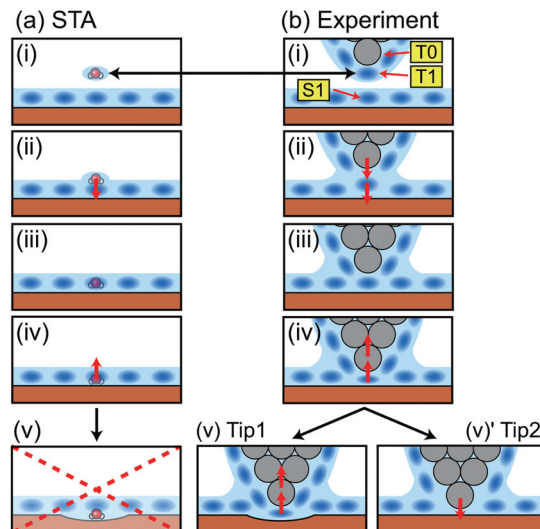 (a) STA
(b) Experiment
(i)
(i)
T0
T1
S1
(ii)
(ii)
(iii)
(iii)
(iv)
(iv)
(v)
(v) Tip1
(v)' Tip2